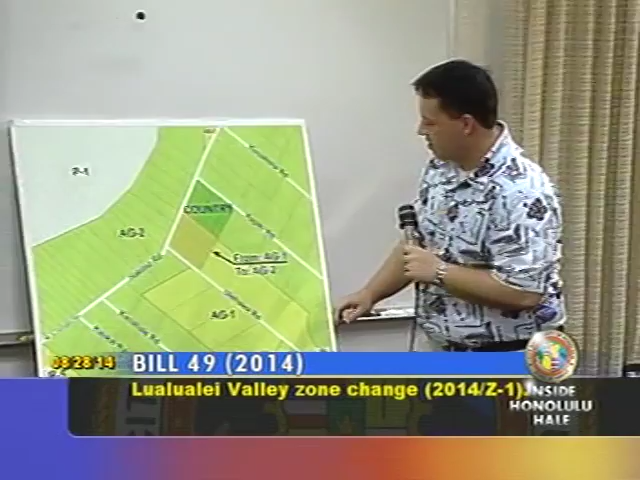 P-1
AG-2
COUNTRY
From: AG-1
To: AG-2
AG-1
08/28/14
BILL 49 (2014)
Lualualei Valley zone change (2014/Z-1).
INSIDE
HONOLULU
HALE